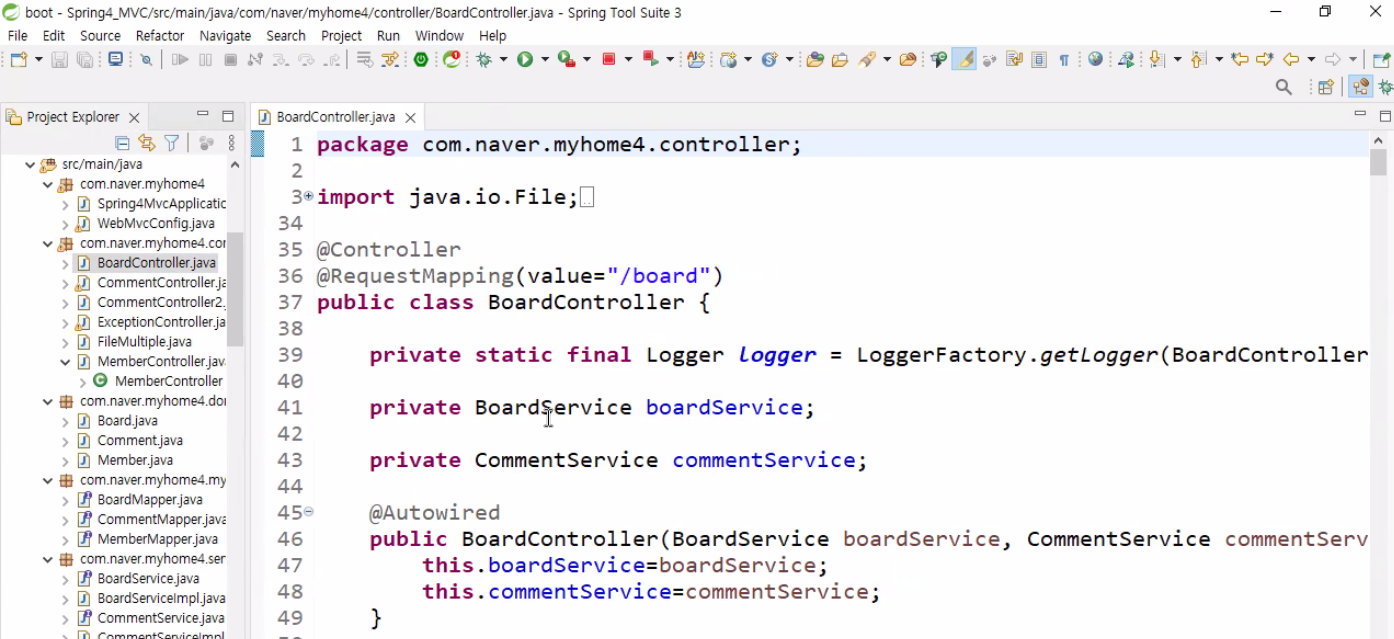 boot - Spring4_MVC/src/main/java/com/naver/myhome4/controller/BoardController.java - Spring Tool Suite 3
File Edit Source Refactor Navigate Search Project Run Window Help
Project Explorer
src/main/java
com.naver.myhome4
Spring4MvcApplicatic
WebMvcConfig.java
com.naver.myhome4.cor
BoardController.java
CommentController.ja
CommentController2.
ExceptionController.ja
FileMultiple.java
MemberController.jav
MemberController
com.naver.myhome4.dor
Board.java
Comment.java
Member.java
com.naver.myhome4.my
BoardMapper.java
CommentMapper.java
MemberMapper.java
com.naver.myhome4.ser
BoardService.java
BoardServiceImpl.java
CommentService.java
CommentServiceImpl
BoardController.java
1 package com.naver.myhome4.controller;
2
3 import java.io.File;
34
35 @Controller
36 @RequestMapping(value="/board")
37 public class BoardController {
38
39 private static final Logger logger = LoggerFactory.getLogger(BoardController
40
41 private BoardService boardService;
42
43 private CommentService commentService;
44
45 @Autowired
46 public BoardController(BoardService boardService, CommentService commentServ
47 this.boardService=boardService;
48 this.commentService=commentService;
49 }